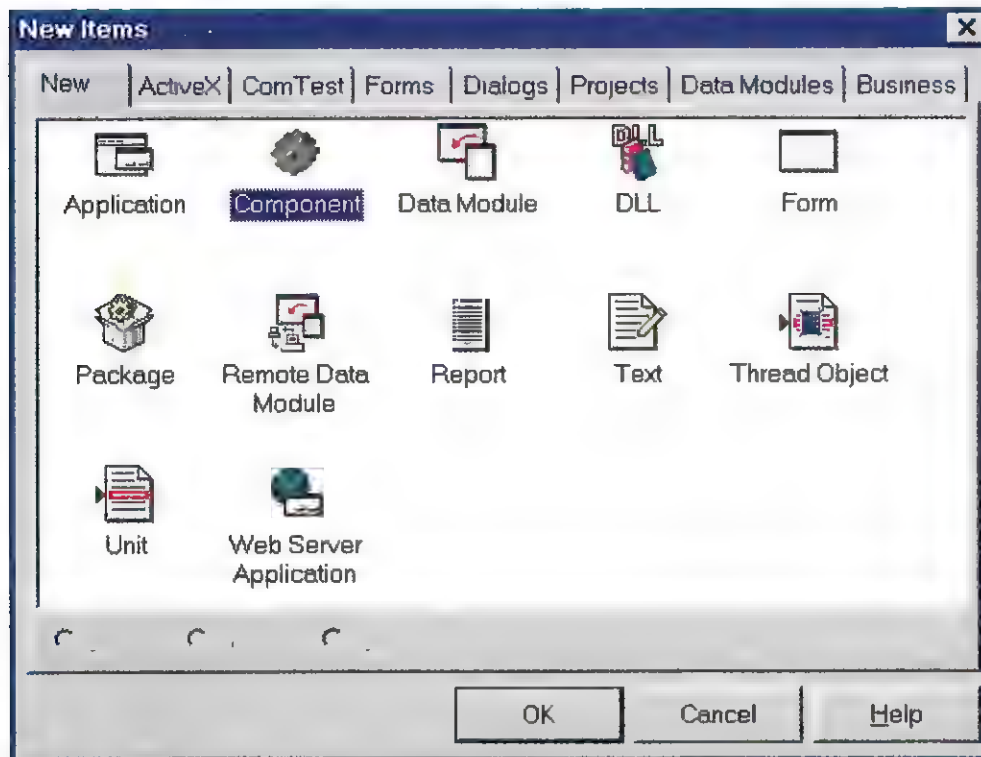 New Items
New ActiveX ComTest Forms Dialogs Projects Data Modules Business
DLL
Application Component Data Module DLL Form
Package Remote Data Module Report Text Thread Object
Unit Web Server Application
OK Cancel Help